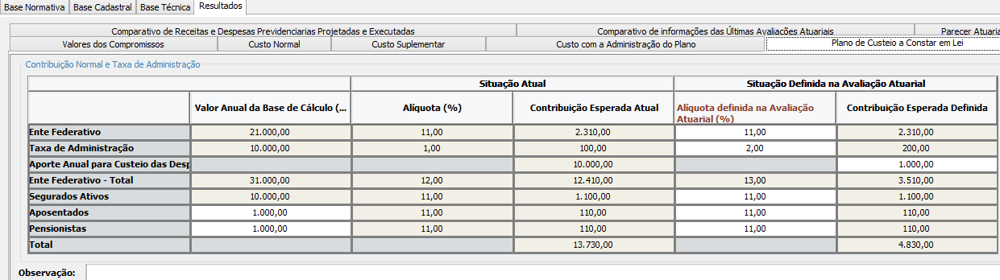 Base Normativa Base Cadastral Base Técnica Resultados
Comparativo de Receitas e Despesas Previdenciarias Projetadas e Executadas Comparativo de informações das Últimas Avaliacões Atuariais Parecer Atuaria
Valores dos Compromissos Custo Normal Custo Suplementar Custo com a Administração do Plano Plano de Custeio a Constar em Lei
Contribuição Normal e Taxa de Administração
Situação Atual Situação Definida na Avaliação Atuarial
Valor Anual da Base de Cálculo (... Alíquota (%) Contribuição Esperada Atual Alíquota definida na Avaliação Atuarial (%) Contribuição Esperada Definida
Ente Federativo 21.000,00 11,00 2.310,00 11,00 2.310,00
Taxa de Administração 10.000,00 1,00 100,00 2,00 200,00
Aporte Anual para Custeio das Desp 10.000,00 1.000,00
Ente Federativo - Total 31.000,00 12,00 12.410,00 13,00 3.510,00
Segurados Ativos 10.000,00 11,00 1.100,00 11,00 1.100,00
Aposentados 1.000,00 11,00 110,00 11,00 110,00
Pensionistas 1.000,00 11,00 110,00 11,00 110,00
Total 13.730,00 4.830,00
Observação: